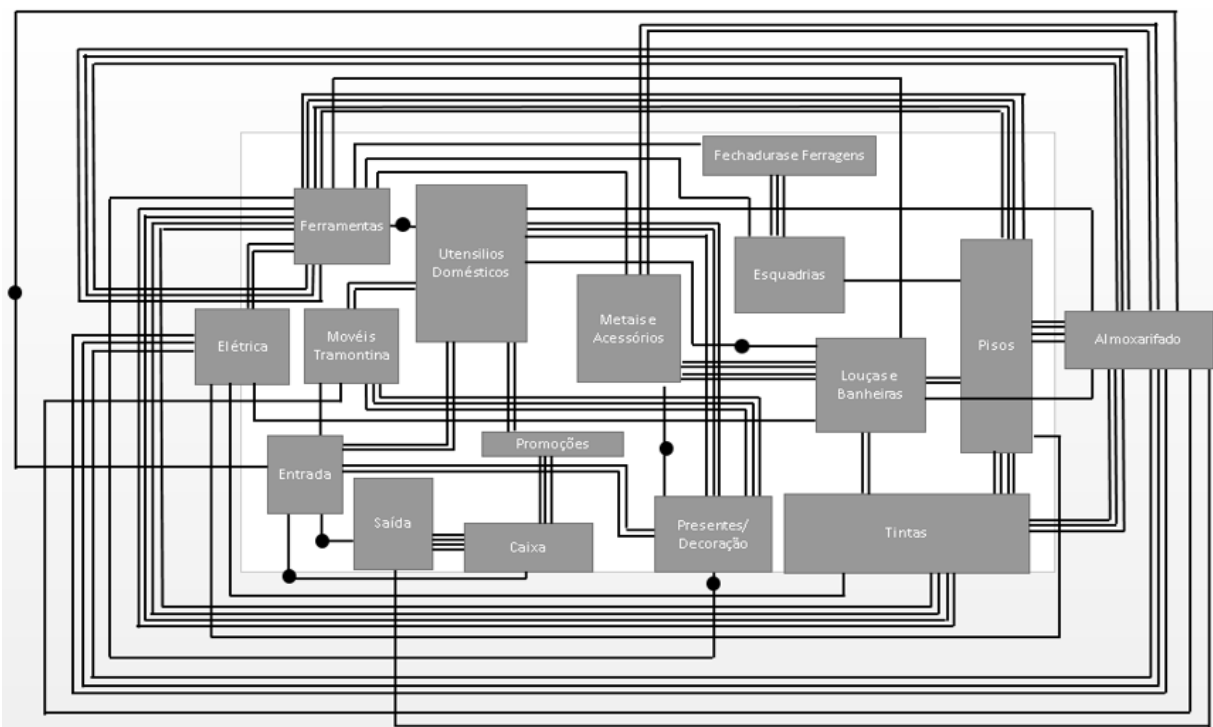 Fechaduras e Ferragens
Ferramentas
Utensilios
Domésticos
Esquadrias
Metais e
Acessórios
Elétrica
Movéis
Tramontina
Pisos
Almoxarifado
Louças e
Banheiras
Promoções
Entrada
Saída
Caixa
Presentes/
Decoração
Tintas